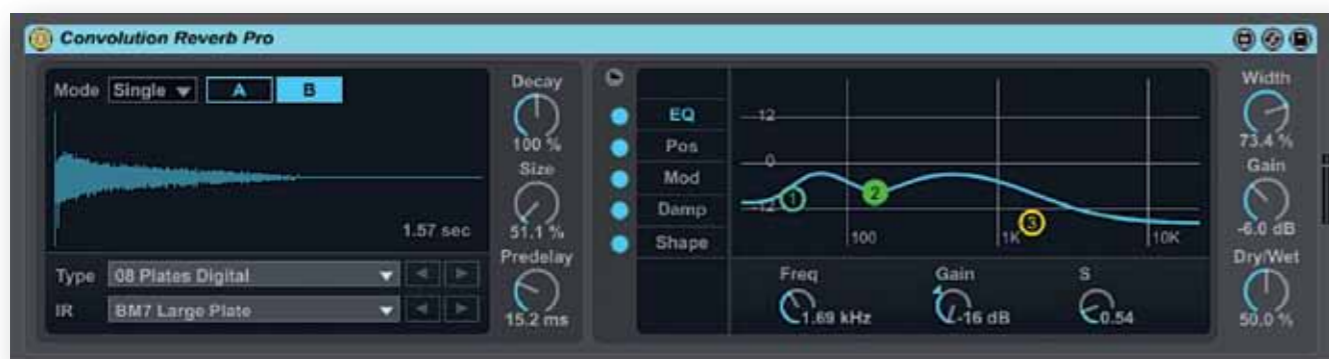 Convolution Reverb Pro
Mode Single A B
1.57 sec
Type 08 Plates Digital
IR BM7 Large Plate
Decay
100 %
Size
51.1 %
Predelay
15.2 ms
EQ
Pos
Mod
Damp
Shape
12
0
-12
1 2 3
100 1K 10K
Freq Gain S
1.69 kHz -16 dB 0.54
Width
73.4 %
Gain
-6.0 dB
Dry/Wet
50.0 %